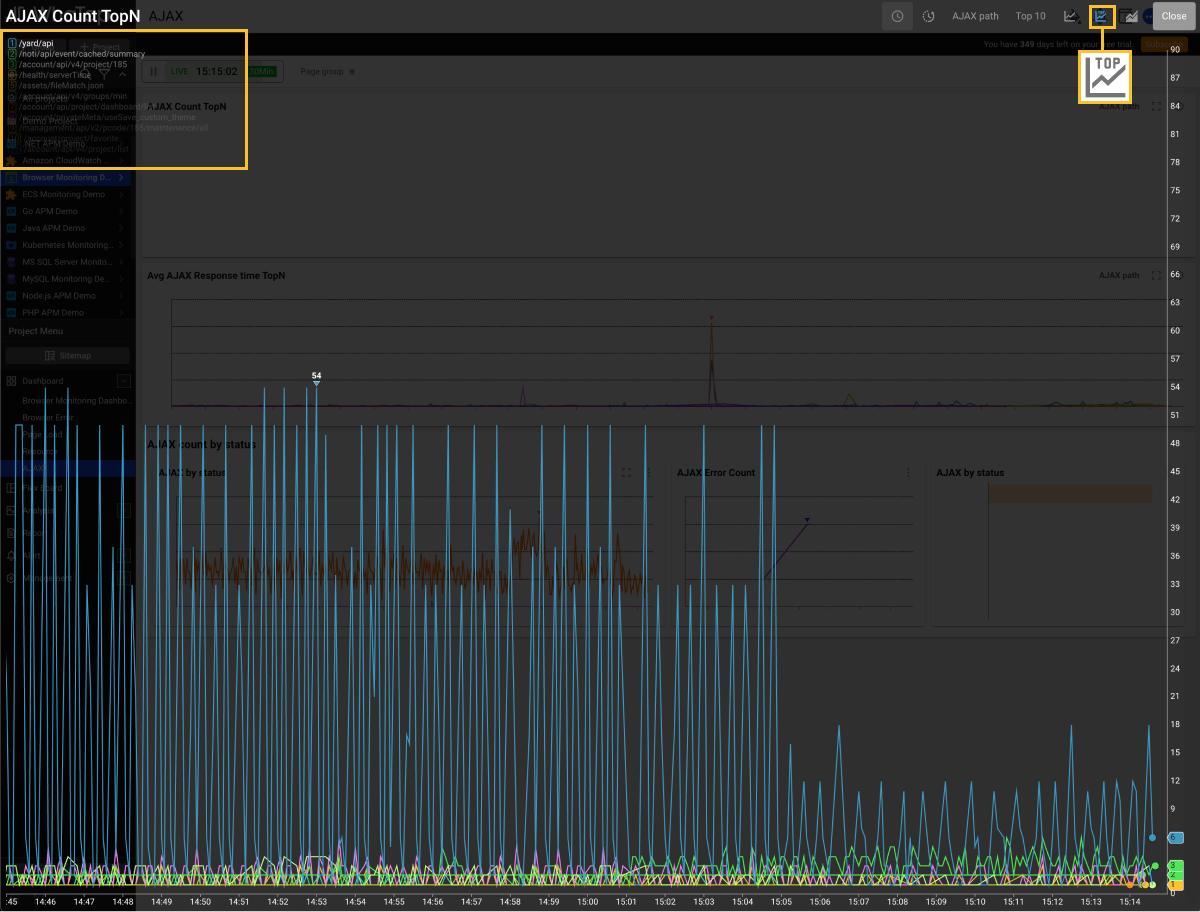 AJAX Count TopN
AJAX
AJAX path
Top 10
Close
You have 349 days left on your free trial.
Subscribe
1 /yard/api
2 /noti/api/event/cached/summary
3 /account/api/v4/project/185
4 /health/serverTime
5 /assets/fileMatch.json
/account/api/v4/groups/min
/account/api/project/dashboard
/account/privateMeta/useSave_custom_theme
/management/api/v2/pcode/185/maintenance/all
/account/project/favorite
/account/api/v4/project/list
+ Project
All projects
Demo Project
.NET APM Demo
Amazon CloudWatch ...
Browser Monitoring D...
ECS Monitoring Demo
Go APM Demo
Java APM Demo
Kubernetes Monitoring...
MS SQL Server Monito...
MySQL Monitoring De...
Node.js APM Demo
PHP APM Demo
Project Menu
Sitemap
Dashboard
Browser Monitoring Dashbo...
Browser Error
Page Load
Resource
AJAX
Flex Board
Analysis
Report
Alert
Management
LIVE
15:15:02
30Min
Page group
AJAX Count TopN
AJAX path
TOP
Avg AJAX Response time TopN
AJAX path
AJAX count by status
AJAX by status
AJAX Error Count
AJAX by status
54
90
87
84
81
78
75
72
69
66
63
60
57
54
51
48
45
42
39
36
33
30
27
24
21
18
15
12
9
6
3
2
1
0
:45
14:46
14:47
14:48
14:49
14:50
14:51
14:52
14:53
14:54
14:55
14:56
14:57
14:58
14:59
15:00
15:01
15:02
15:03
15:04
15:05
15:06
15:07
15:08
15:09
15:10
15:11
15:12
15:13
15:14